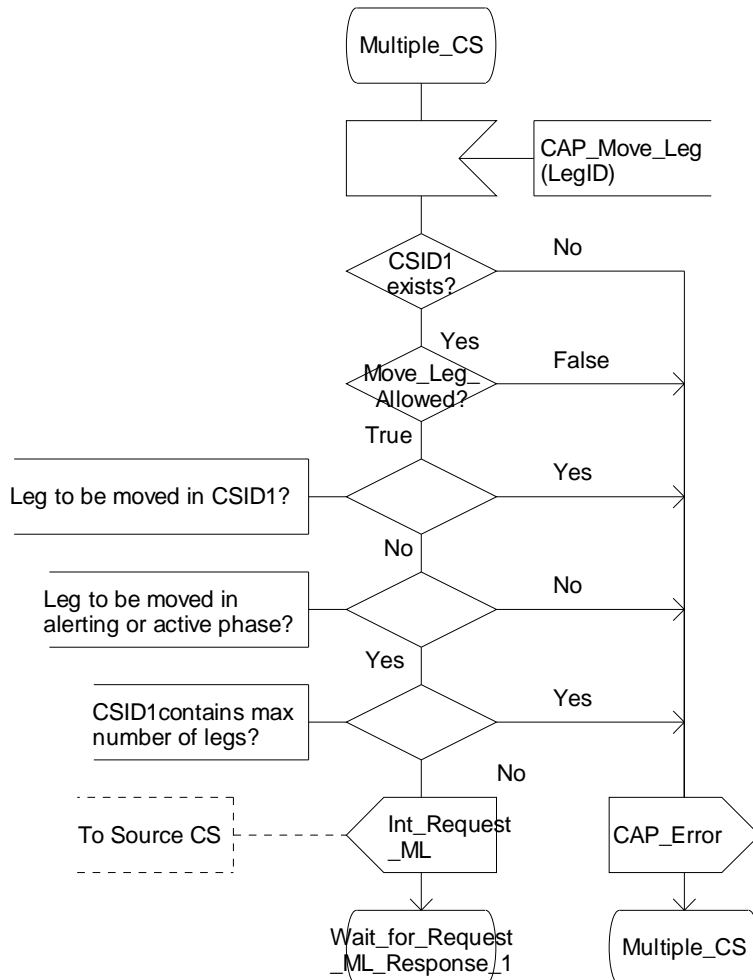 Multiple_CS
CAP_Move_Leg
(LegID)
CSID1
exists?
No
Yes
Move_Leg_
Allowed?
False
True
Leg to be moved in CSID1?
Yes
No
Leg to be moved in
alerting or active phase?
No
Yes
CSID1contains max
number of legs?
Yes
No
To Source CS
Int_Request
_ML
CAP_Error
Wait_for_Request
_ML_Response_1
Multiple_CS